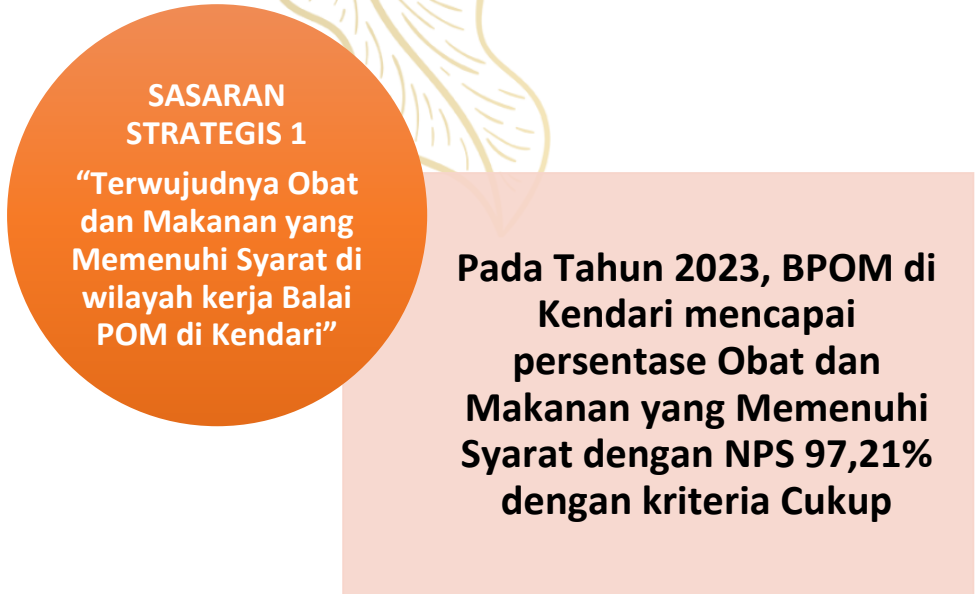 SASARAN
STRATEGIS 1
“Terwujudnya Obat
dan Makanan yang
Memenuhi Syarat di
wilayah kerja Balai
POM di Kendari”
Pada Tahun 2023, BPOM di
Kendari mencapai
persentase Obat dan
Makanan yang Memenuhi
Syarat dengan NPS 97,21%
dengan kriteria Cukup